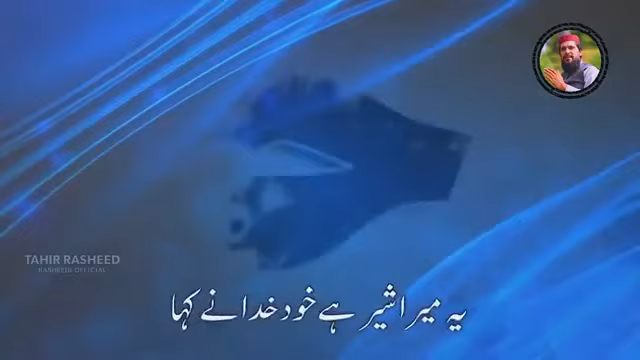 TAHIR RASHEED
RASHEEDI OFFICIAL
یہ میرا شیر ہے خود خدا نے کہا